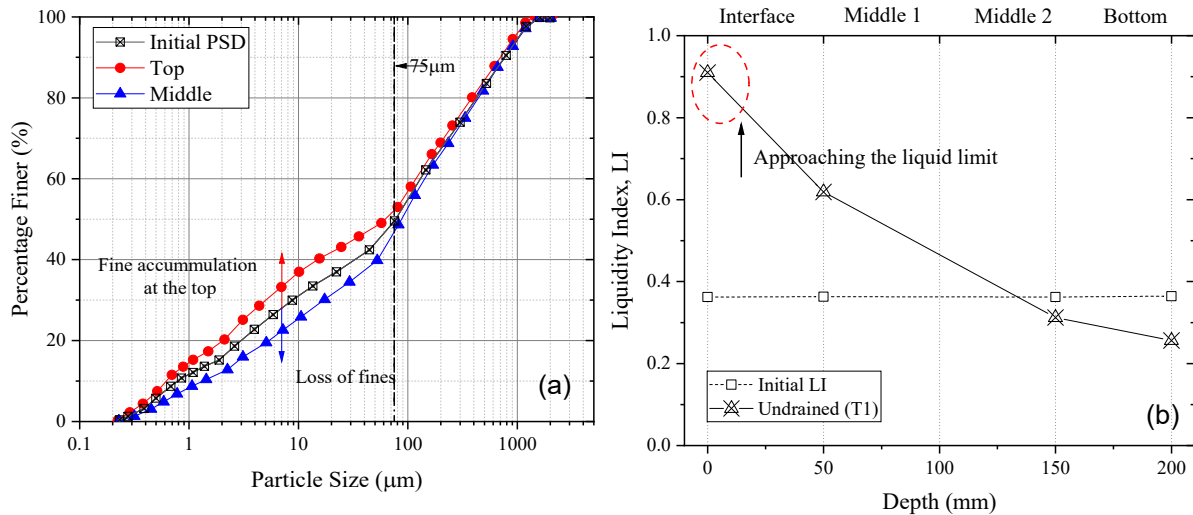 100
80
60
40
20
0
Percentage Finer (%)
Initial PSD
Top
Middle
75μm
Fine accumulation
at the top
Loss of fines
(a)
0.1
1
10
100
1000
Particle Size (μm)
Interface
Middle 1
Middle 2
Bottom
1.0
0.8
0.6
0.4
0.2
0.0
Liquidity Index, LI
Approaching the liquid limit
Initial LI
Undrained (T1)
(b)
0
50
100
150
200
Depth (mm)